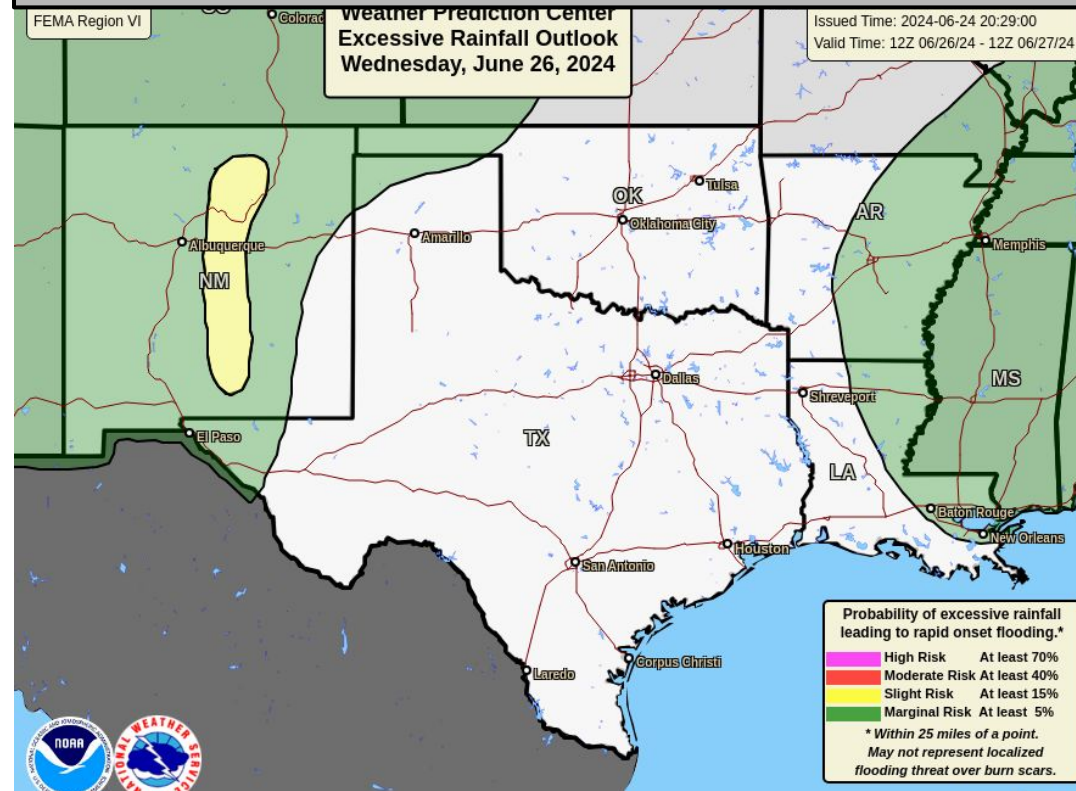 FEMA Region VI
Weather Prediction Center
Excessive Rainfall Outlook
Wednesday, June 26, 2024
Issued Time: 2024-06-24 20:29:00
Valid Time: 12Z 06/26/24 - 12Z 06/27/24
Colorad
OK
Tulsa
Oklahoma City
AR
Memphis
Albuquerque
Amarillo
NM
Dallas
MS
Shreveport
El Paso
TX
LA
Baton Rouge
New Orleans
Houston
San Antonio
Corpus Christi
Laredo
Probability of excessive rainfall
leading to rapid onset flooding.*
High Risk At least 70%
Moderate Risk At least 40%
Slight Risk At least 15%
Marginal Risk At least 5%
* Within 25 miles of a point.
May not represent localized
flooding threat over burn scars.
NOAA
NATIONAL WEATHER SERVICE